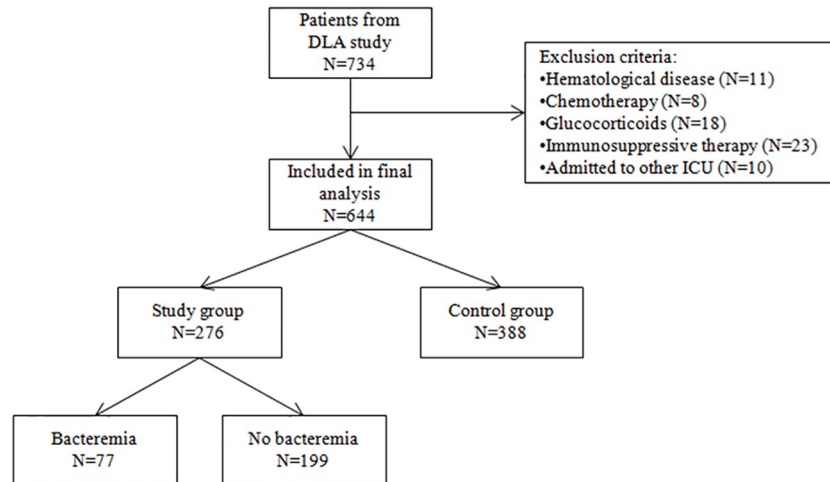 Patients from
DLA study
N=734
Exclusion criteria:
•Hematological disease (N=11)
•Chemotherapy (N=8)
•Glucocorticoids (N=18)
•Immunosuppressive therapy (N=23)
•Admitted to other ICU (N=10)
Included in final
analysis
N=644
Study group
N=276
Control group
N=388
Bacteremia
N=77
No bacteremia
N=199